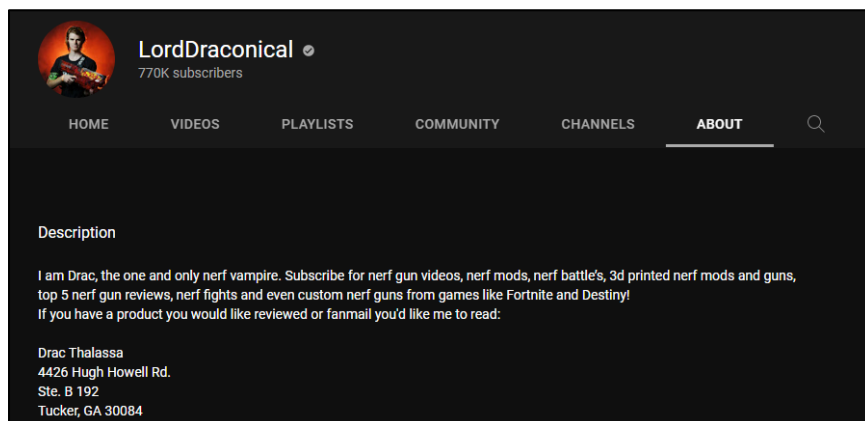 LordDraconical
770K subscribers
HOME VIDEOS PLAYLISTS COMMUNITY CHANNELS ABOUT
Description
I am Drac, the one and only nerf vampire. Subscribe for nerf gun videos, nerf mods, nerf battle's, 3d printed nerf mods and guns,
top 5 nerf gun reviews, nerf fights and even custom nerf guns from games like Fortnite and Destiny!
If you have a product you would like reviewed or fanmail you'd like me to read:
Drac Thalassa
4426 Hugh Howell Rd.
Ste. B 192
Tucker, GA 30084